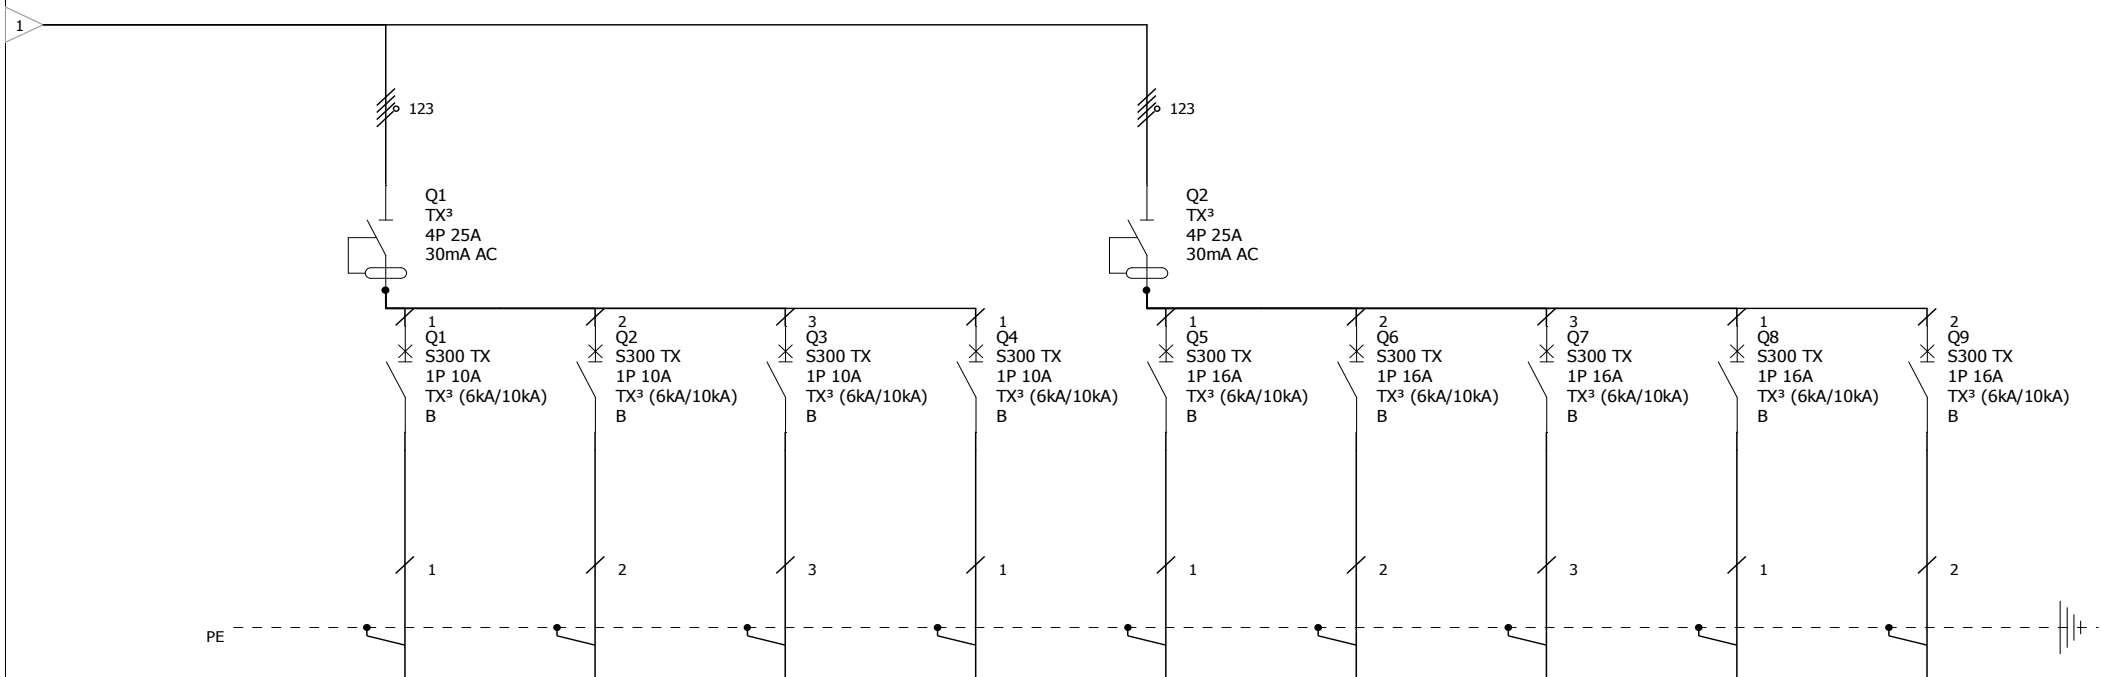 1
123
123
Q1
TX³
4P 25A
30mA AC
Q2
TX³
4P 25A
30mA AC
1
Q1
S300 TX
1P 10A
TX³ (6kA/10kA)
B
2
Q2
S300 TX
1P 10A
TX³ (6kA/10kA)
B
3
Q3
S300 TX
1P 10A
TX³ (6kA/10kA)
B
1
Q4
S300 TX
1P 10A
TX³ (6kA/10kA)
B
1
Q5
S300 TX
1P 16A
TX³ (6kA/10kA)
B
2
Q6
S300 TX
1P 16A
TX³ (6kA/10kA)
B
3
Q7
S300 TX
1P 16A
TX³ (6kA/10kA)
B
1
Q8
S300 TX
1P 16A
TX³ (6kA/10kA)
B
2
Q9
S300 TX
1P 16A
TX³ (6kA/10kA)
B
1
2
3
1
1
2
3
1
2
PE